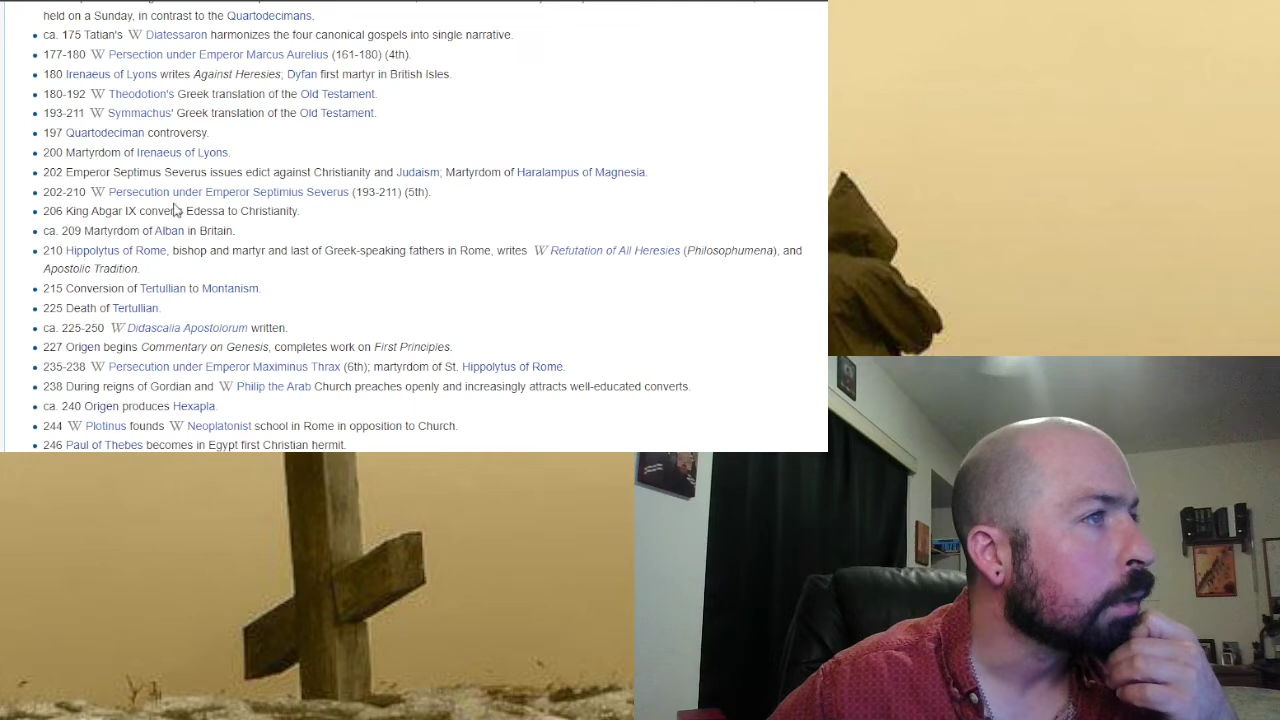 held on a Sunday, in contrast to the Quartodecimans.
ca. 175 Tatian's W Diatessaron harmonizes the four canonical gospels into single narrative.
177-180 W Persection under Emperor Marcus Aurelius (161-180) (4th).
180 Irenaeus of Lyons writes Against Heresies; Dyfan first martyr in British Isles.
180-192 W Theodotion's Greek translation of the Old Testament.
193-211 W Symmachus' Greek translation of the Old Testament.
197 Quartodeciman controversy.
200 Martyrdom of Irenaeus of Lyons.
202 Emperor Septimus Severus issues edict against Christianity and Judaism; Martyrdom of Haralampus of Magnesia.
202-210 W Persecution under Emperor Septimius Severus (193-211) (5th).
206 King Abgar IX converts Edessa to Christianity.
ca. 209 Martyrdom of Alban in Britain.
210 Hippolytus of Rome, bishop and martyr and last of Greek-speaking fathers in Rome, writes W Refutation of All Heresies (Philosophumena), and
Apostolic Tradition.
215 Conversion of Tertullian to Montanism.
225 Death of Tertullian.
ca. 225-250 W Didascalia Apostolorum written.
227 Origen begins Commentary on Genesis, completes work on First Principles.
235-238 W Persecution under Emperor Maximinus Thrax (6th); martyrdom of St. Hippolytus of Rome.
238 During reigns of Gordian and W Philip the Arab Church preaches openly and increasingly attracts well-educated converts.
ca. 240 Origen produces Hexapla.
244 W Plotinus founds W Neoplatonist school in Rome in opposition to Church.
246 Paul of Thebes becomes in Egypt first Christian hermit.